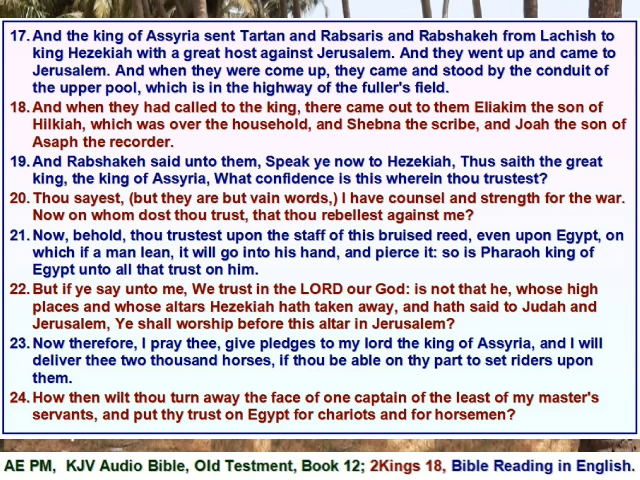 17. And the king of Assyria sent Tartan and Rabsaris and Rabshakeh from Lachish to
king Hezekiah with a great host against Jerusalem. And they went up and came to
Jerusalem. And when they were come up, they came and stood by the conduit of
the upper pool, which is in the highway of the fuller's field.
18. And when they had called to the king, there came out to them Eliakim the son of
Hilkiah, which was over the household, and Shebna the scribe, and Joah the son of
Asaph the recorder.
19. And Rabshakeh said unto them, Speak ye now to Hezekiah, Thus saith the great
king, the king of Assyria, What confidence is this wherein thou trustest?
20. Thou sayest, (but they are but vain words,) I have counsel and strength for the war.
Now on whom dost thou trust, that thou rebellest against me?
21. Now, behold, thou trustest upon the staff of this bruised reed, even upon Egypt, on
which if a man lean, it will go into his hand, and pierce it: so is Pharaoh king of
Egypt unto all that trust on him.
22. But if ye say unto me, We trust in the LORD our God: is not that he, whose high
places and whose altars Hezekiah hath taken away, and hath said to Judah and
Jerusalem, Ye shall worship before this altar in Jerusalem?
23. Now therefore, I pray thee, give pledges to my lord the king of Assyria, and I will
deliver thee two thousand horses, if thou be able on thy part to set riders upon
them.
24. How then wilt thou turn away the face of one captain of the least of my master's
servants, and put thy trust on Egypt for chariots and for horsemen?
AE PM, KJV Audio Bible, Old Testment, Book 12; 2Kings 18, Bible Reading in English.